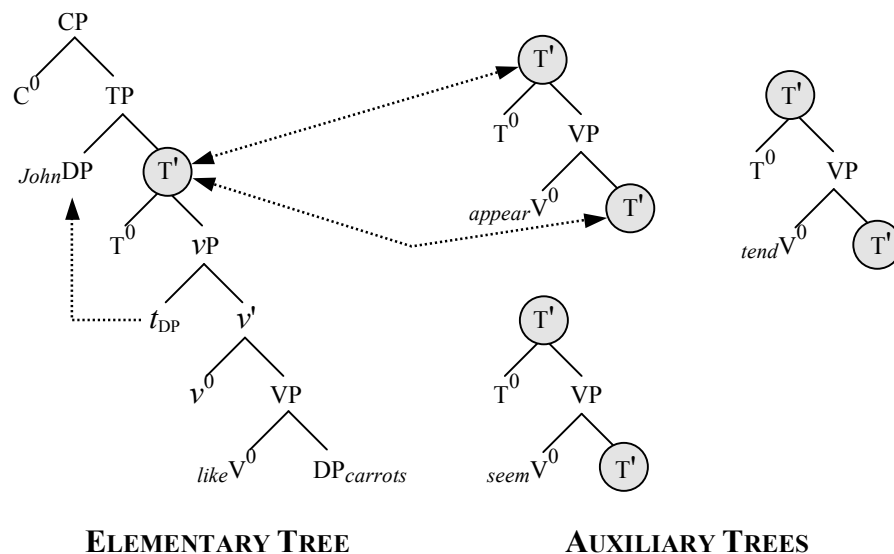 CP
C⁰ TP
JohnDP T'
T⁰ vP
tDP v'
v⁰ VP
likeV⁰ DPcarrots
ELEMENTARY TREE
T'
T⁰ VP
appearV⁰ T'
T'
T⁰ VP
seemV⁰ T'
T'
T⁰ VP
tendV⁰ T'
AUXILIARY TREES